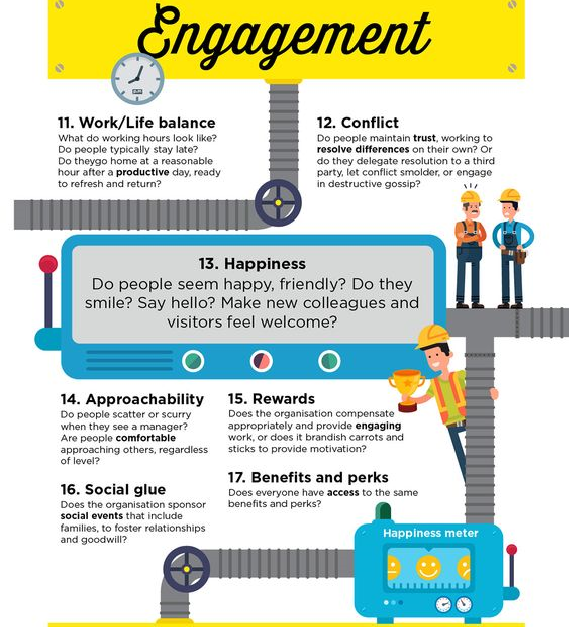 Engagement
11. Work/Life balance
What do working hours look like?
Do people typically stay late?
Do theygo home at a reasonable
hour after a productive day, ready
to refresh and return?
12. Conflict
Do people maintain trust, working to
resolve differences on their own? Or
do they delegate resolution to a third
party, let conflict smolder, or engage
in destructive gossip?
13. Happiness
Do people seem happy, friendly? Do they
smile? Say hello? Make new colleagues and
visitors feel welcome?
14. Approachability
Do people scatter or scurry
when they see a manager?
Are people comfortable
approaching others, regardless
of level?
15. Rewards
Does the organisation compensate
appropriately and provide engaging
work, or does it brandish carrots and
sticks to provide motivation?
16. Social glue
Does the organisation sponsor
social events that include
families, to foster relationships
and goodwill?
17. Benefits and perks
Does everyone have access to the same
benefits and perks?
Happiness meter